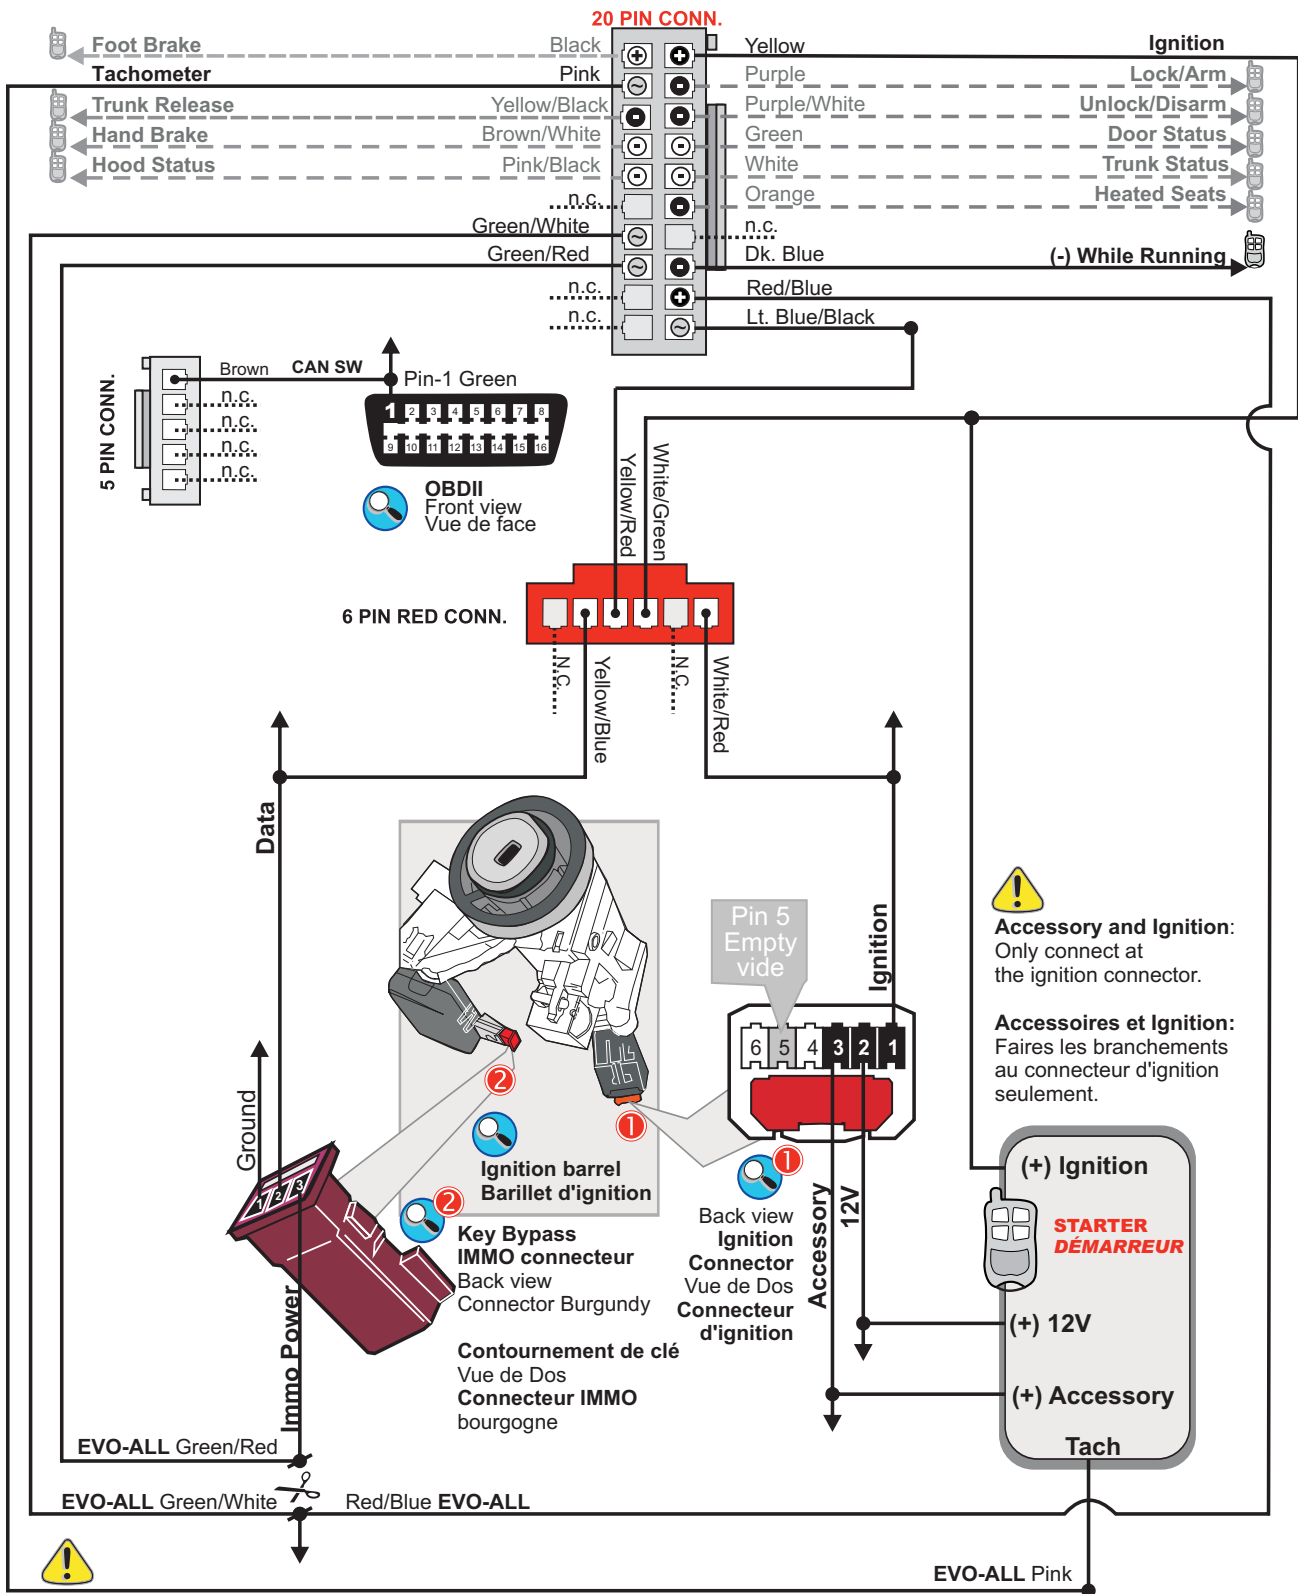 20 PIN CONN.
Foot Brake Black Yellow Ignition
Tachometer Pink Purple Lock/Arm
Trunk Release Yellow/Black Purple/White Unlock/Disarm
Hand Brake Brown/White Green Door Status
Hood Status Pink/Black White Trunk Status
n.c. Orange Heated Seats
Green/White n.c.
Green/Red Dk. Blue (-) While Running
n.c. Red/Blue
n.c. Lt. Blue/Black
5 PIN CONN.
Brown CAN SW Pin-1 Green
n.c.
n.c.
n.c.
n.c.
1 2 3 4 5 6 7 8
9 10 11 12 13 14 15 16
OBDII
Front view
Vue de face
Yellow/Red
White/Green
6 PIN RED CONN.
N.C.
Yellow/Blue
N.C.
White/Red
Data
Ignition
Pin 5
Empty
vide
6 5 4 3 2 1
Accessory and Ignition:
Only connect at
the ignition connector.
Accessoires et Ignition:
Faires les branchements
au connecteur d'ignition
seulement.
Ground
1 2 3
2
1
Ignition barrel
Barillet d'ignition
2
Key Bypass
IMMO connecteur
Back view
Connector Burgundy
Contournement de clé
Vue de Dos
Connecteur IMMO
bourgogne
1
Back view
Ignition
Connector
Vue de Dos
Connecteur
d'ignition
Accessory
12V
(+) Ignition
STARTER
DÉMARREUR
(+) 12V
(+) Accessory
Tach
Immo Power
EVO-ALL Green/Red
EVO-ALL Green/White Red/Blue EVO-ALL
EVO-ALL Pink